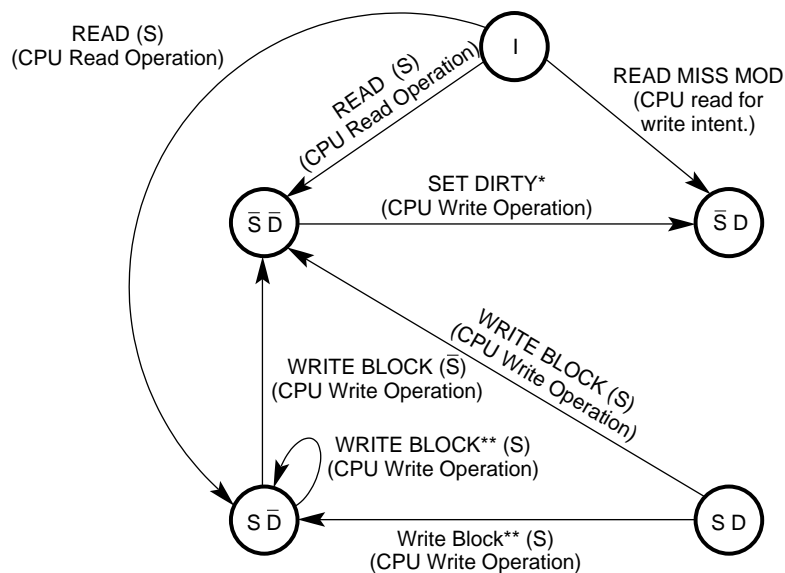 READ (S)
(CPU Read Operation)
I
READ (S)
(CPU Read Operation)
READ MISS MOD
(CPU read for
write intent.)
S̅ D̅
SET DIRTY*
(CPU Write Operation)
S̅ D
WRITE BLOCK (S̅)
(CPU Write Operation)
WRITE BLOCK (S)
(CPU Write Operation)
WRITE BLOCK** (S)
(CPU Write Operation)
S D̅
Write Block** (S)
(CPU Write Operation)
S D